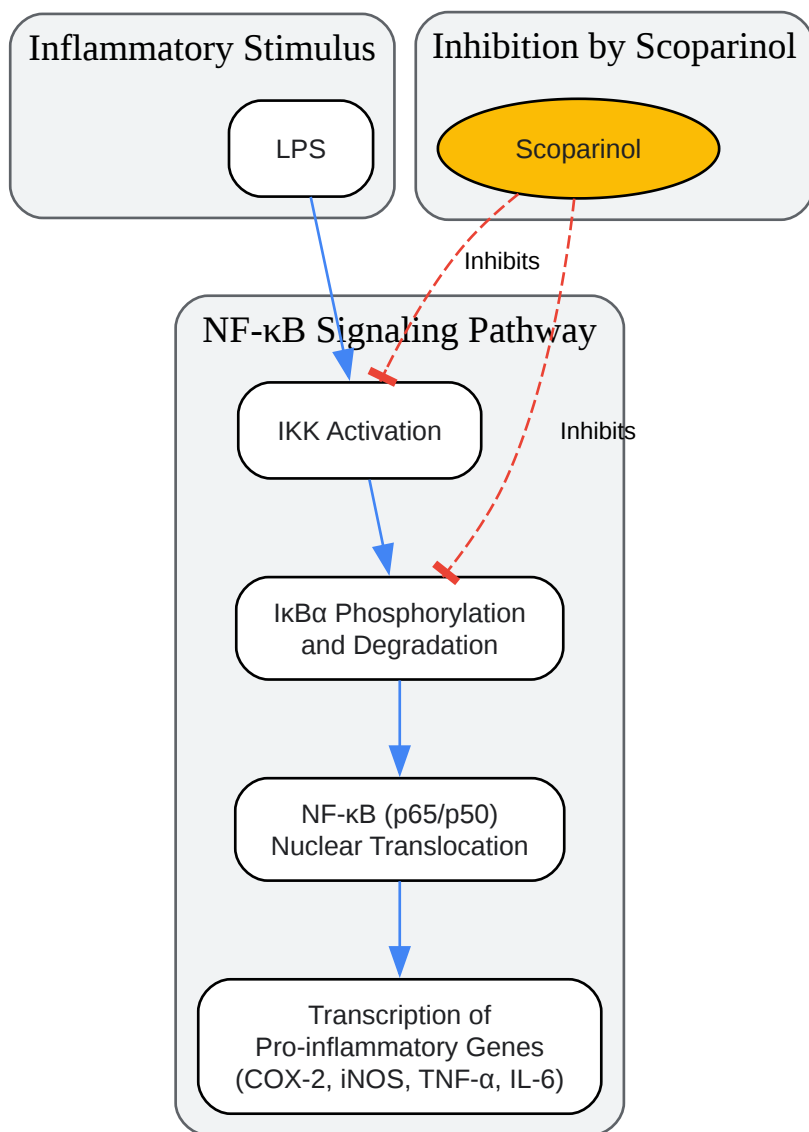 Inflammatory Stimulus
Inhibition by Scoparinol
LPS
Scoparinol
Inhibits
NF-κB Signaling Pathway
IKK Activation
Inhibits
IκBα Phosphorylation
and Degradation
NF-κB (p65/p50)
Nuclear Translocation
Transcription of
Pro-inflammatory Genes
(COX-2, iNOS, TNF-α, IL-6)